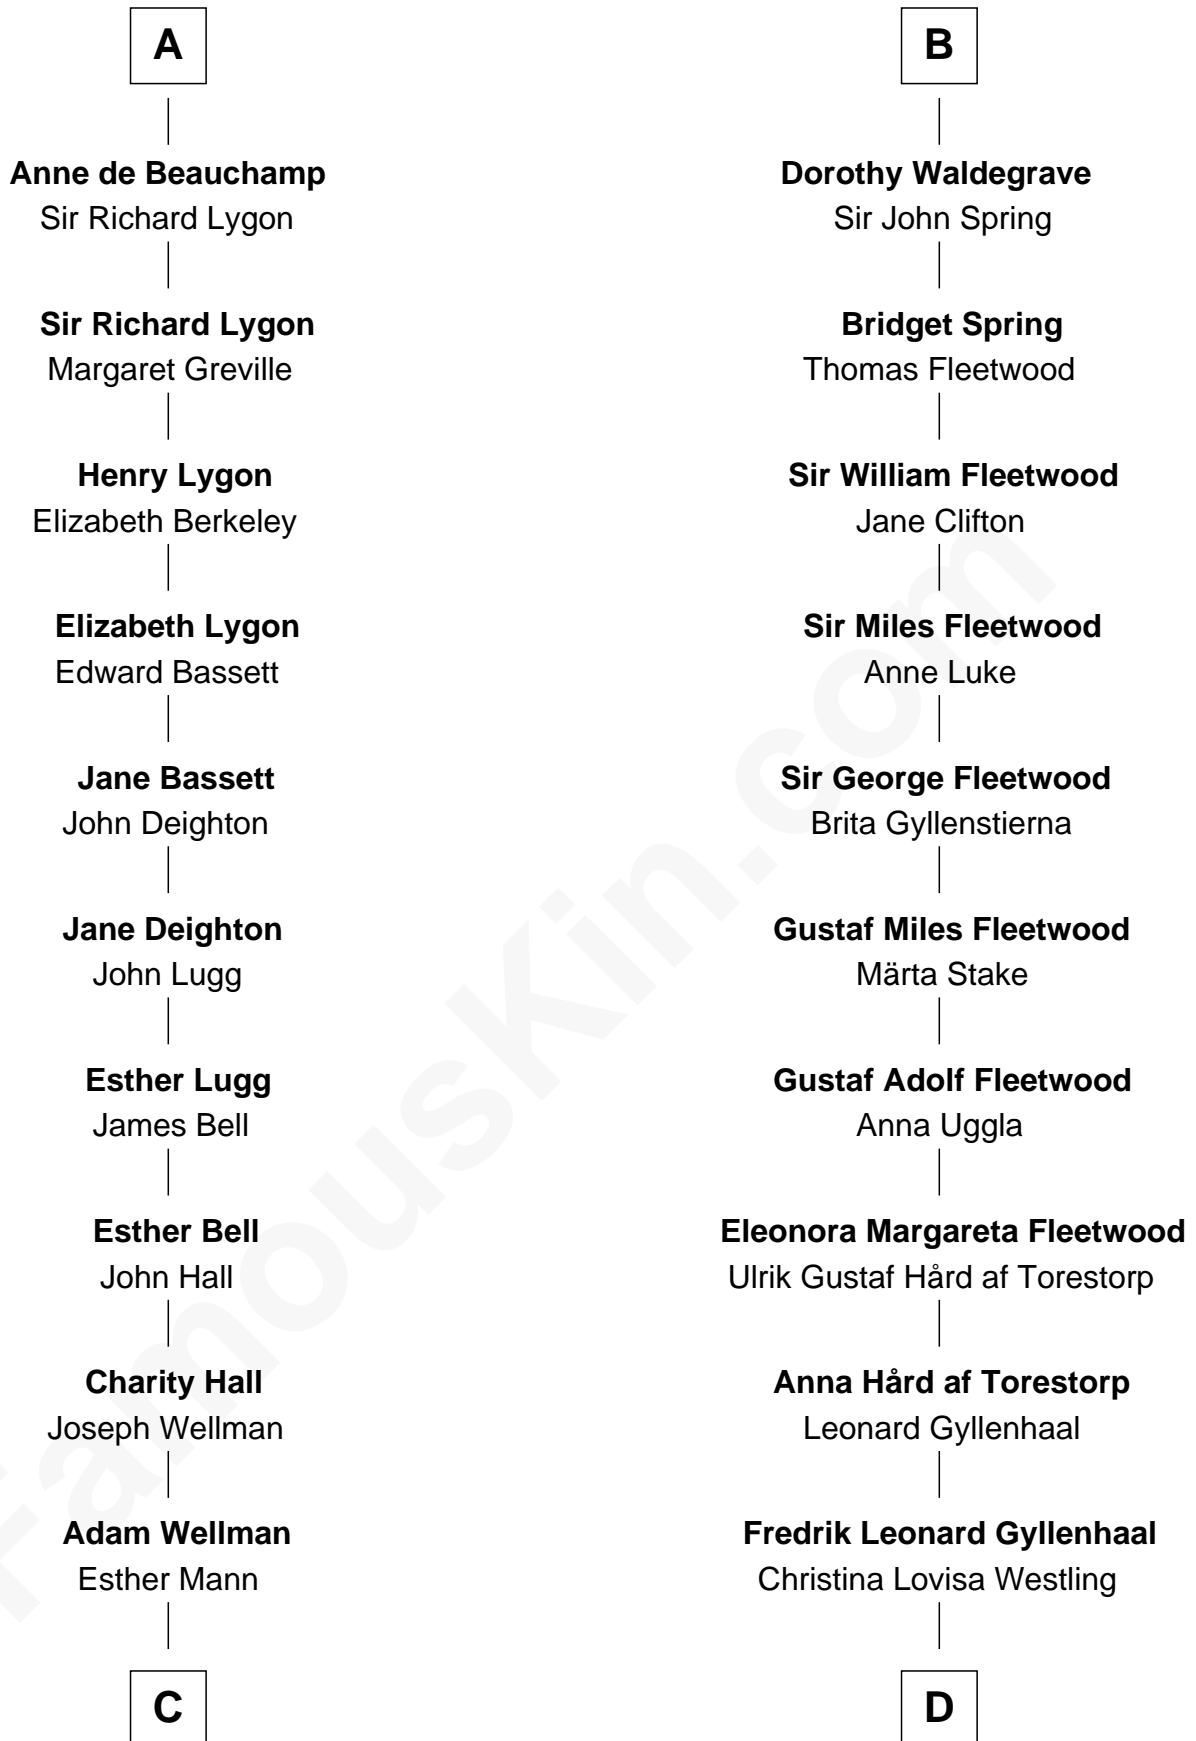 A
Anne de Beauchamp
Sir Richard Lygon
Sir Richard Lygon
Margaret Greville
Henry Lygon
Elizabeth Berkeley
Elizabeth Lygon
Edward Bassett
Jane Bassett
John Deighton
Jane Deighton
John Lugg
Esther Lugg
James Bell
Esther Bell
John Hall
Charity Hall
Joseph Wellman
Adam Wellman
Esther Mann
C
B
Dorothy Waldegrave
Sir John Spring
Bridget Spring
Thomas Fleetwood
Sir William Fleetwood
Jane Clifton
Sir Miles Fleetwood
Anne Luke
Sir George Fleetwood
Brita Gyllenstierna
Gustaf Miles Fleetwood
Märta Stake
Gustaf Adolf Fleetwood
Anna Uggla
Eleonora Margareta Fleetwood
Ulrik Gustaf Hård af Torestorp
Anna Hård af Torestorp
Leonard Gyllenhaal
Fredrik Leonard Gyllenhaal
Christina Lovisa Westling
D
FamousKin.com